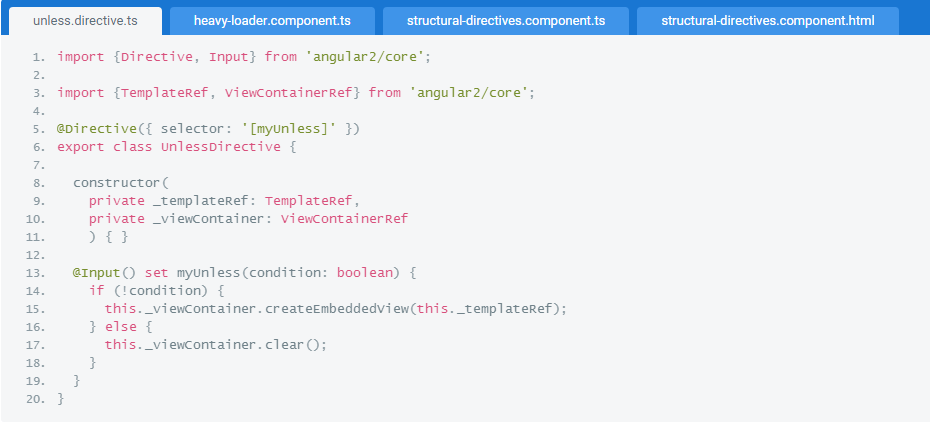 unless.directive.ts heavy-loader.component.ts structural-directives.component.ts structural-directives.component.html
1. import {Directive, Input} from 'angular2/core';
2.
3. import {TemplateRef, ViewContainerRef} from 'angular2/core';
4.
5. @Directive({ selector: '[myUnless]' })
6. export class UnlessDirective {
7.
8.   constructor(
9.     private _templateRef: TemplateRef,
10.     private _viewContainer: ViewContainerRef
11.     ) { }
12.
13.   @Input() set myUnless(condition: boolean) {
14.     if (!condition) {
15.       this._viewContainer.createEmbeddedView(this._templateRef);
16.     } else {
17.       this._viewContainer.clear();
18.     }
19.   }
20. }